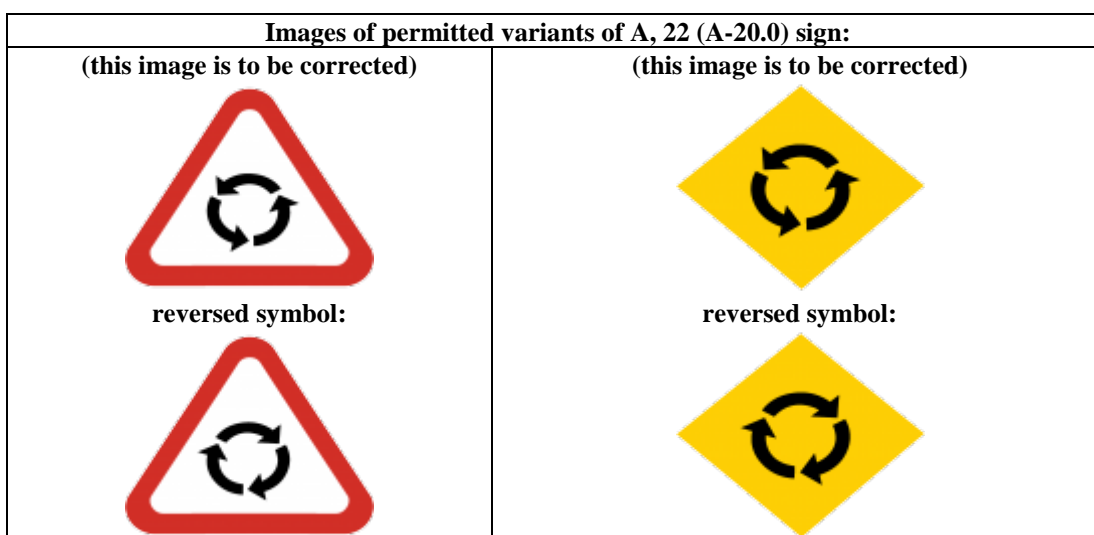 Images of permitted variants of A, 22 (A-20.0) sign:
(this image is to be corrected)
(this image is to be corrected)
reversed symbol:
reversed symbol: